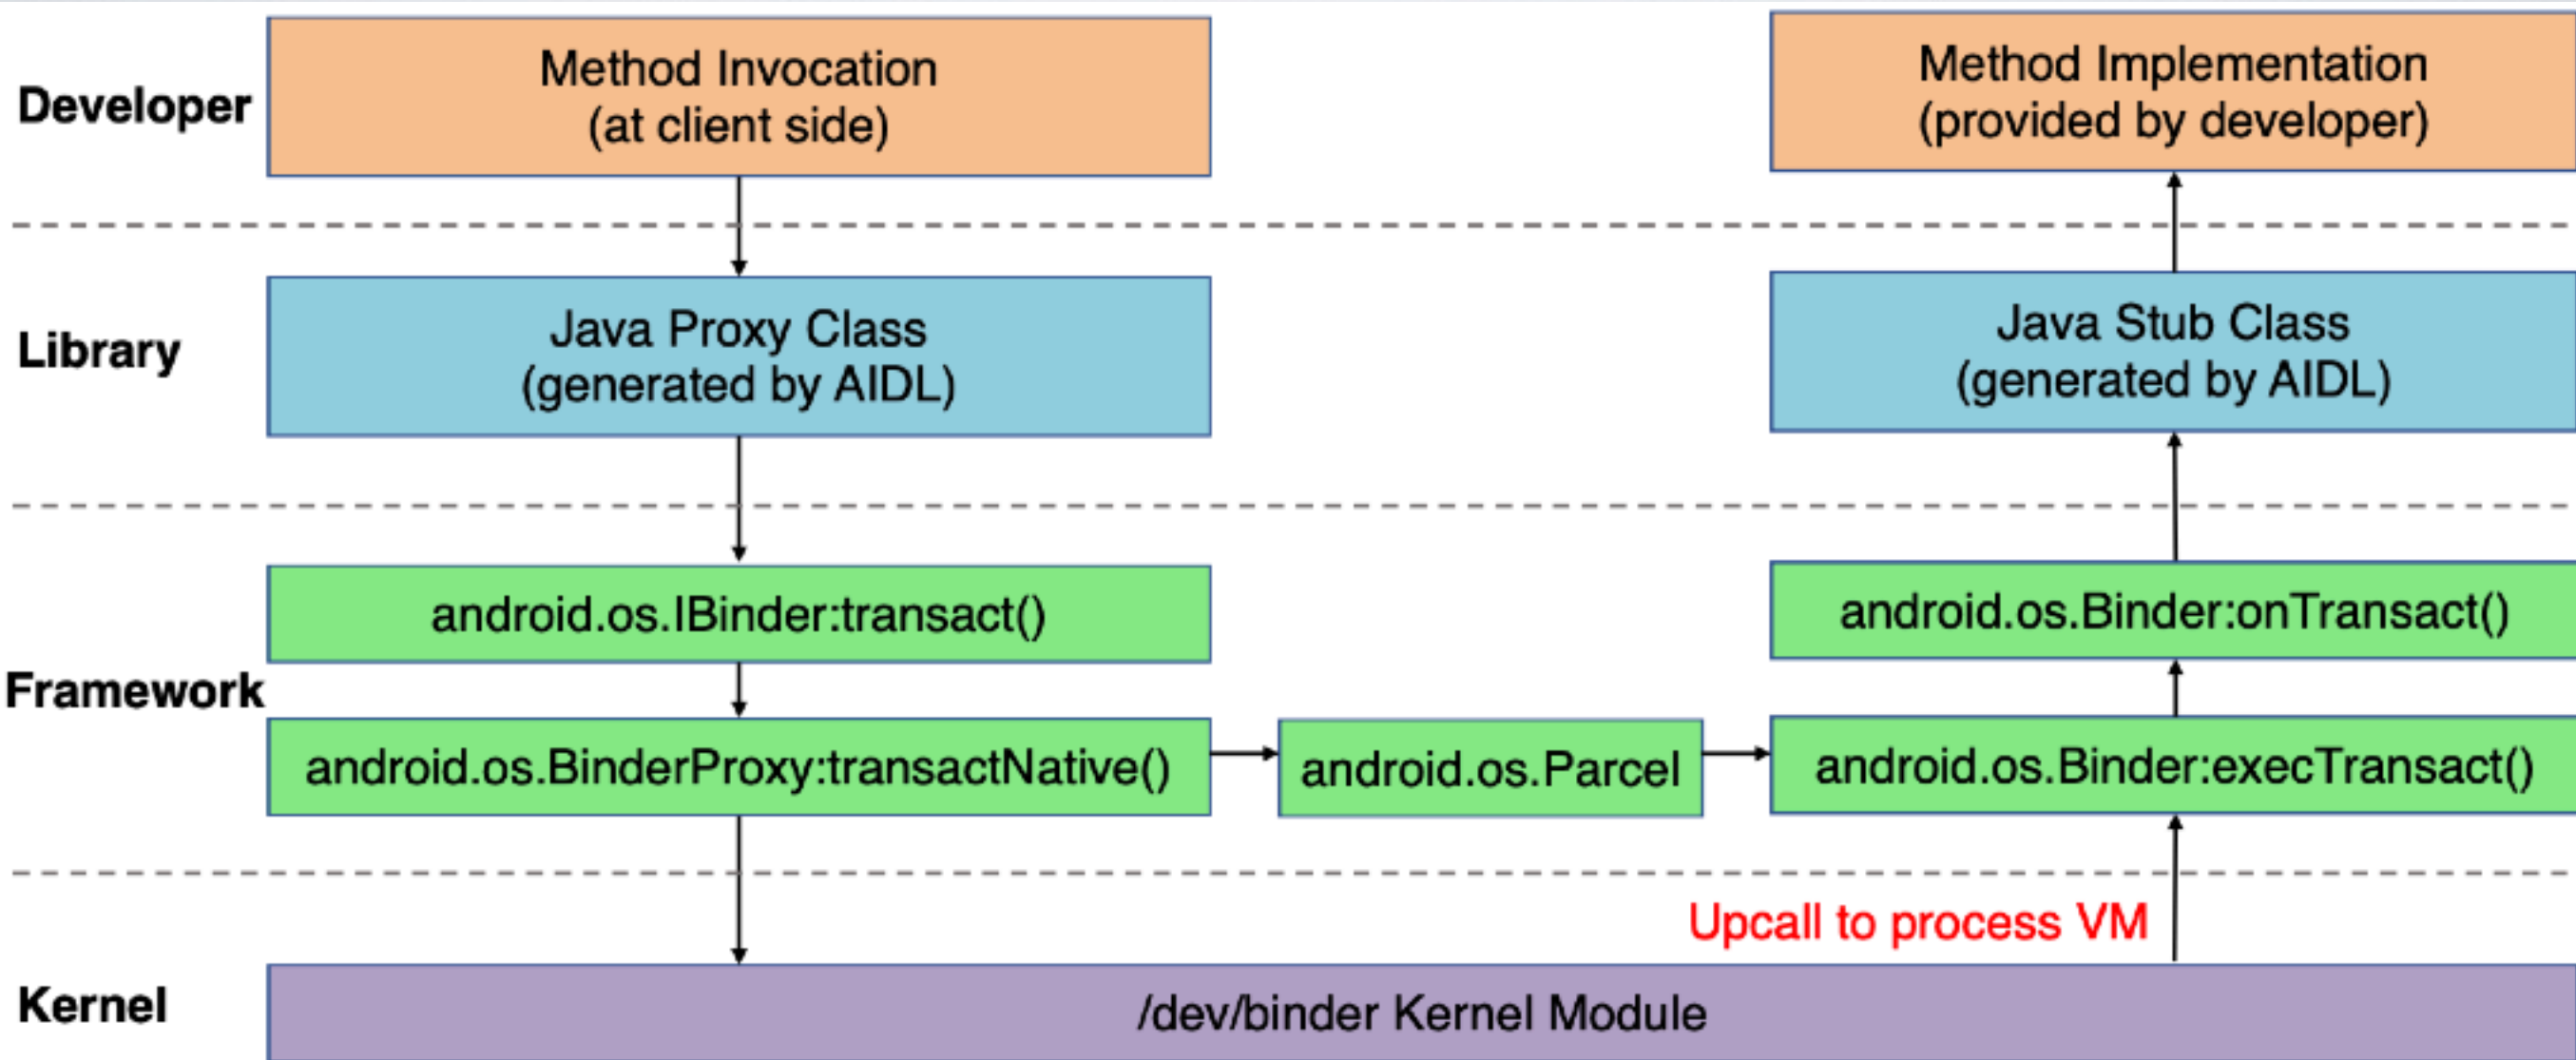 Developer
Method Invocation
(at client side)
Method Implementation
(provided by developer)
Library
Java Proxy Class
(generated by AIDL)
Java Stub Class
(generated by AIDL)
Framework
android.os.IBinder:transact()
android.os.Binder:onTransact()
android.os.BinderProxy:transactNative()
android.os.Parcel
android.os.Binder:execTransact()
Upcall to process VM
Kernel
/dev/binder Kernel Module